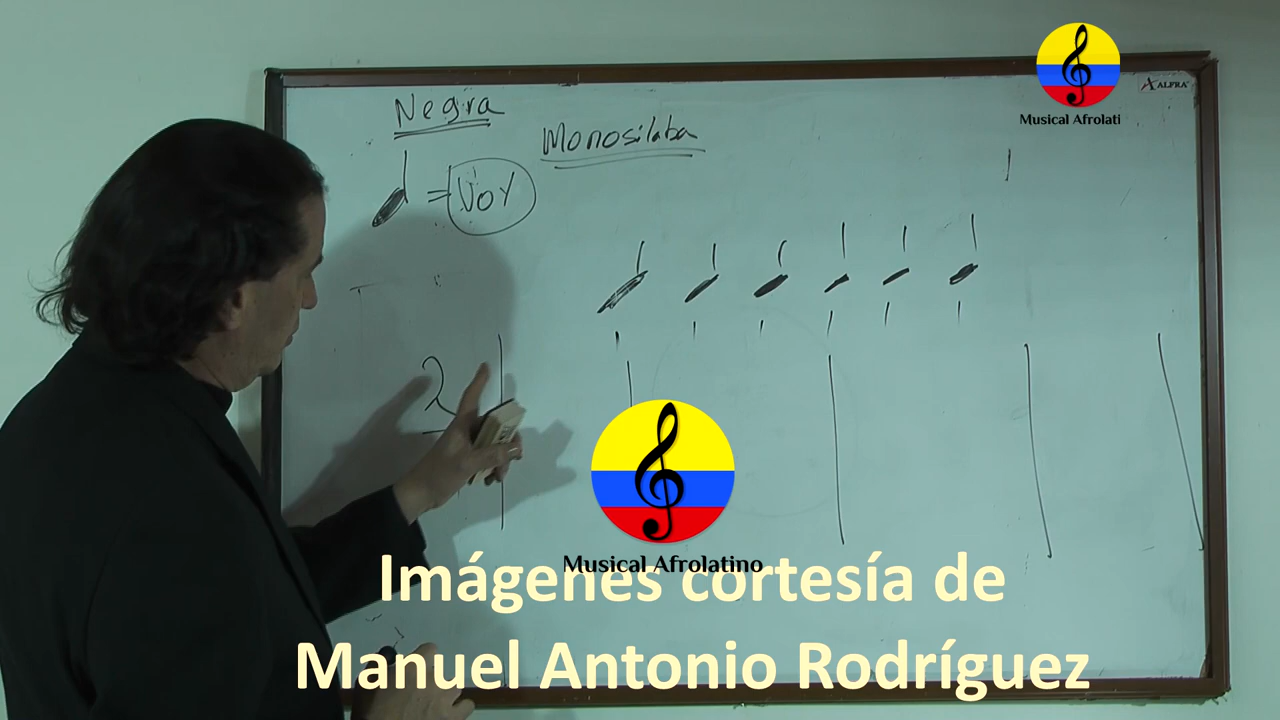 Negra
Monosílaba
= VOY
2
ALFRA
Musical Afrolati
Musical Afrolatino
Imágenes cortesía de
Manuel Antonio Rodríguez